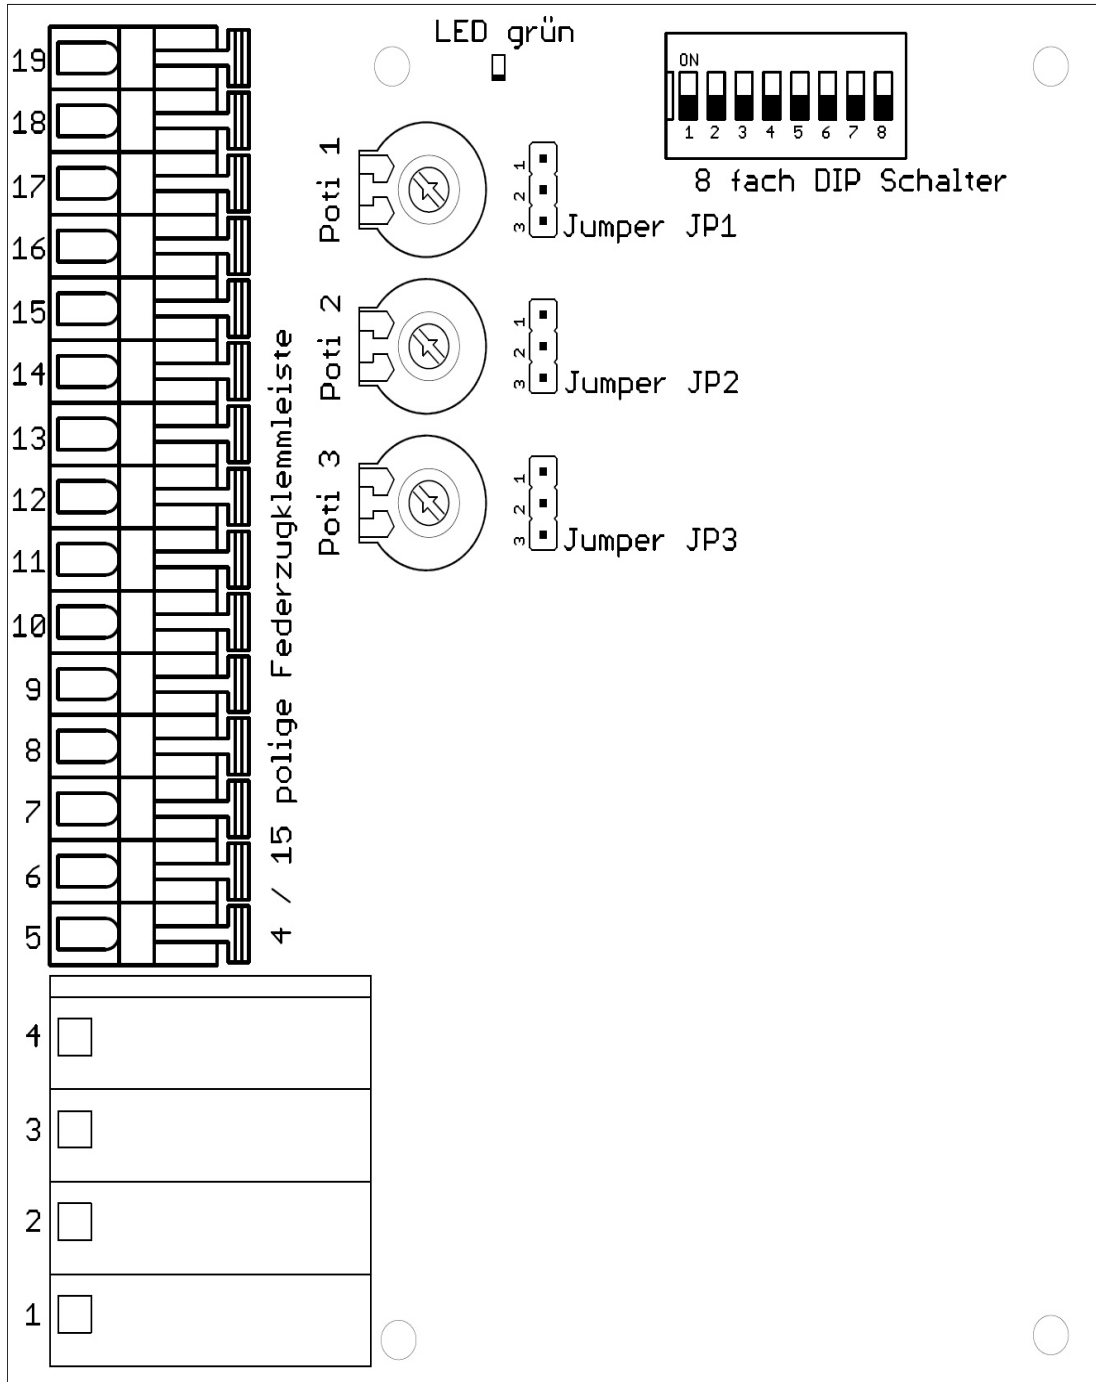 LED grün
ON
1 2 3 4 5 6 7 8
8 fach DIP Schalter
19
18
17
16
15
14
13
12
11
10
9
8
7
6
5
4
3
2
1
4 / 15 polige Federzugklemmleiste
Poti 1
1
2
3
Jumper JP1
Poti 2
1
2
3
Jumper JP2
Poti 3
1
2
3
Jumper JP3